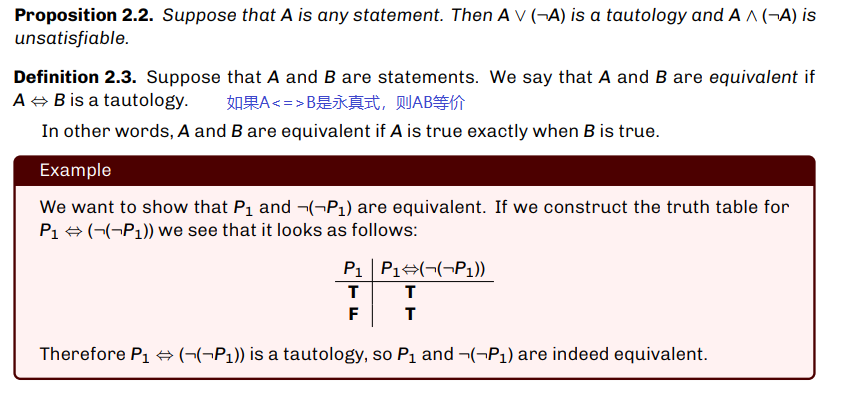 Proposition 2.2. Suppose that A is any statement. Then A ∨ (¬A) is a tautology and A ∧ (¬A) is
unsatisfiable.
Definition 2.3. Suppose that A and B are statements. We say that A and B are equivalent if
A ⇔ B is a tautology. 如果A<=>B是永真式，则AB等价
In other words, A and B are equivalent if A is true exactly when B is true.
Example
We want to show that P₁ and ¬(¬P₁) are equivalent. If we construct the truth table for
P₁ ⇔ (¬(¬P₁)) we see that it looks as follows:
P₁ P₁⇔(¬(¬P₁))
T T
F T
Therefore P₁ ⇔ (¬(¬P₁)) is a tautology, so P₁ and ¬(¬P₁) are indeed equivalent.